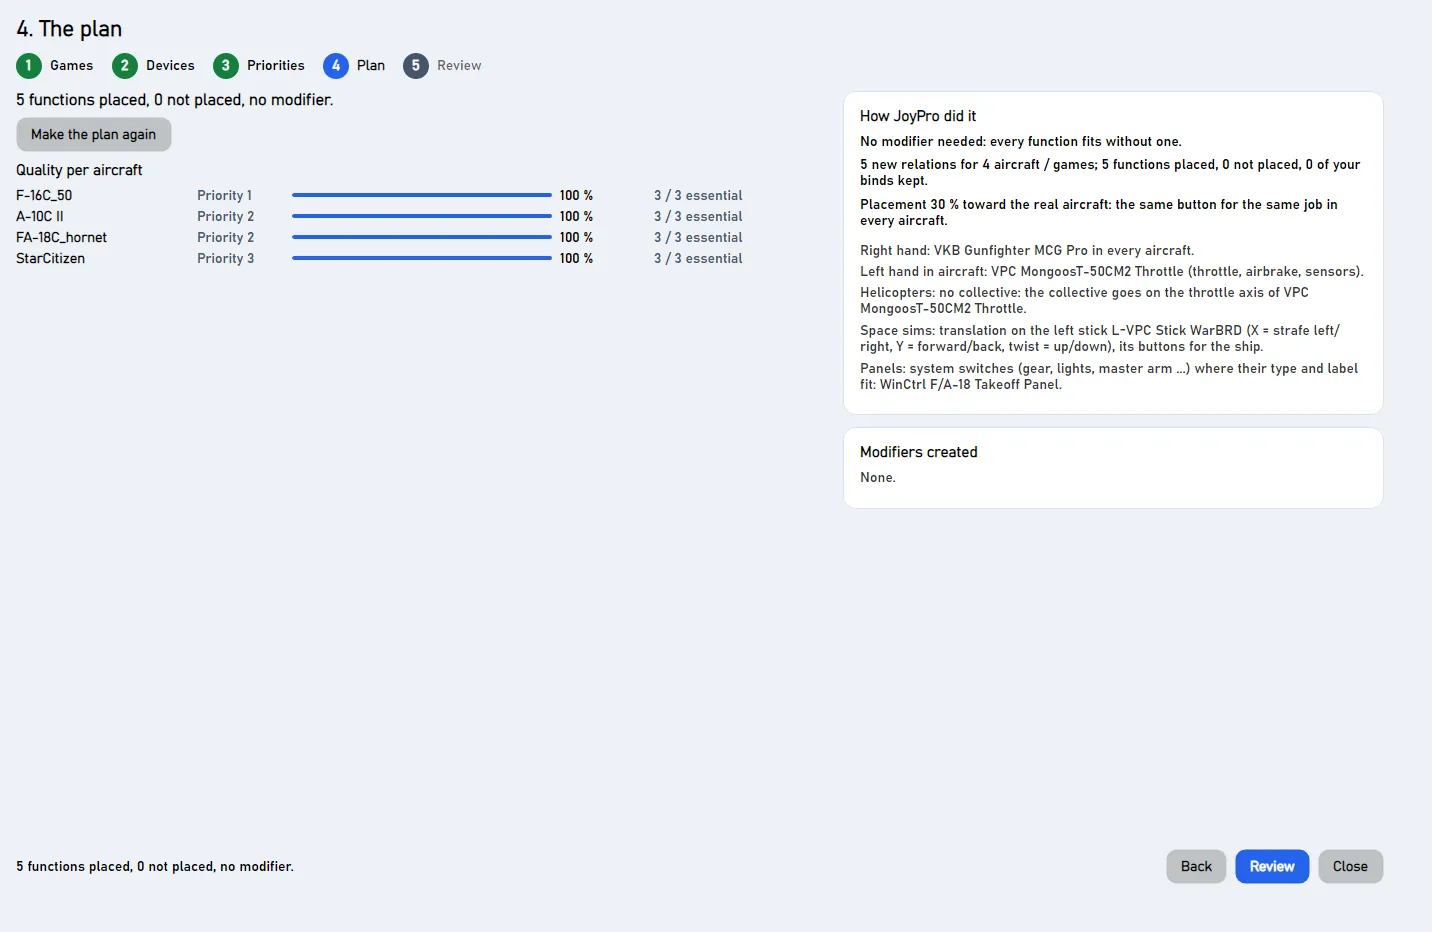 4. The plan
1 Games 2 Devices 3 Priorities 4 Plan 5 Review
5 functions placed, 0 not placed, no modifier.
Make the plan again
Quality per aircraft
F-16C_50 Priority 1 100 % 3 / 3 essential
A-10C II Priority 2 100 % 3 / 3 essential
FA-18C_hornet Priority 2 100 % 3 / 3 essential
StarCitizen Priority 3 100 % 3 / 3 essential
How JoyPro did it
No modifier needed: every function fits without one.
5 new relations for 4 aircraft / games; 5 functions placed, 0 not placed, 0 of your
binds kept.
Placement 30 % toward the real aircraft: the same button for the same job in
every aircraft.
Right hand: VKB Gunfighter MCG Pro in every aircraft.
Left hand in aircraft: VPC MongoosT-50CM2 Throttle (throttle, airbrake, sensors).
Helicopters: no collective: the collective goes on the throttle axis of VPC
MongoosT-50CM2 Throttle.
Space sims: translation on the left stick L-VPC Stick WarBRD (X = strafe left/
right, Y = forward/back, twist = up/down), its buttons for the ship.
Panels: system switches (gear, lights, master arm ...) where their type and label
fit: WinCtrl F/A-18 Takeoff Panel.
Modifiers created
None.
5 functions placed, 0 not placed, no modifier.
Back Review Close